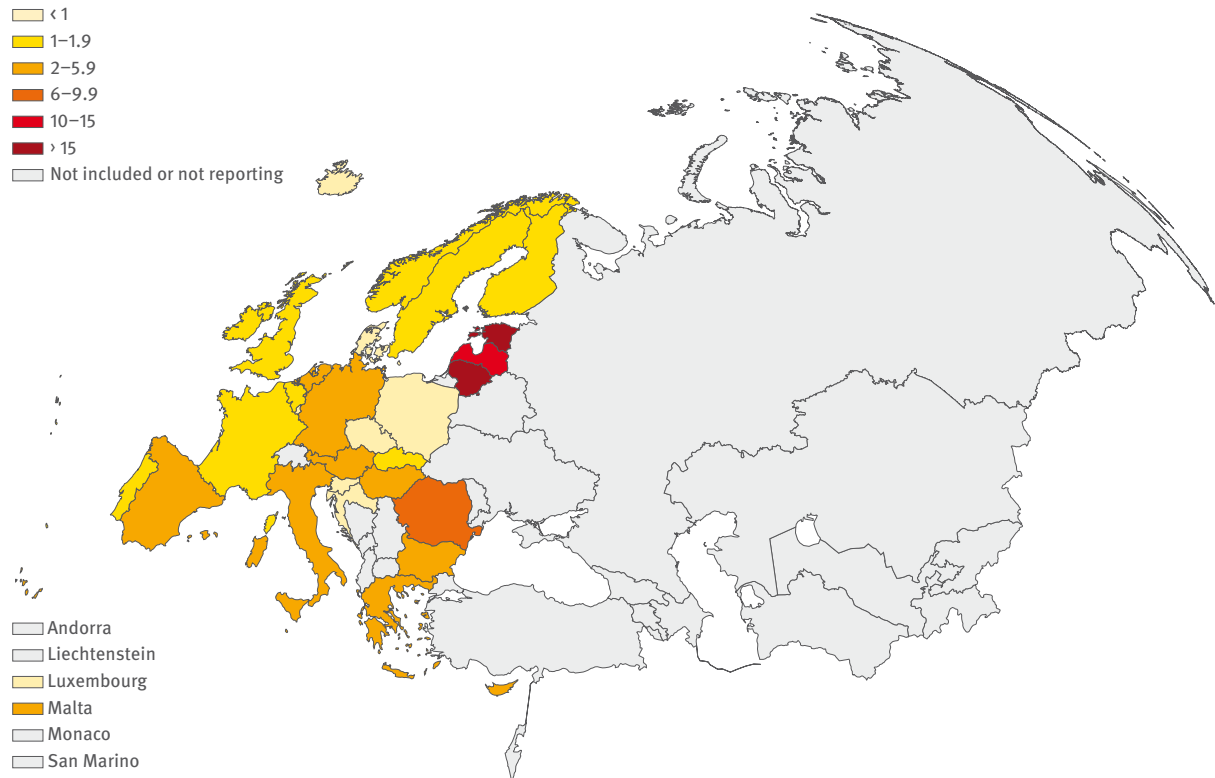 ‹ 1
1–1.9
2–5.9
6–9.9
10–15
› 15
Not included or not reporting
Andorra
Liechtenstein
Luxembourg
Malta
Monaco
San Marino